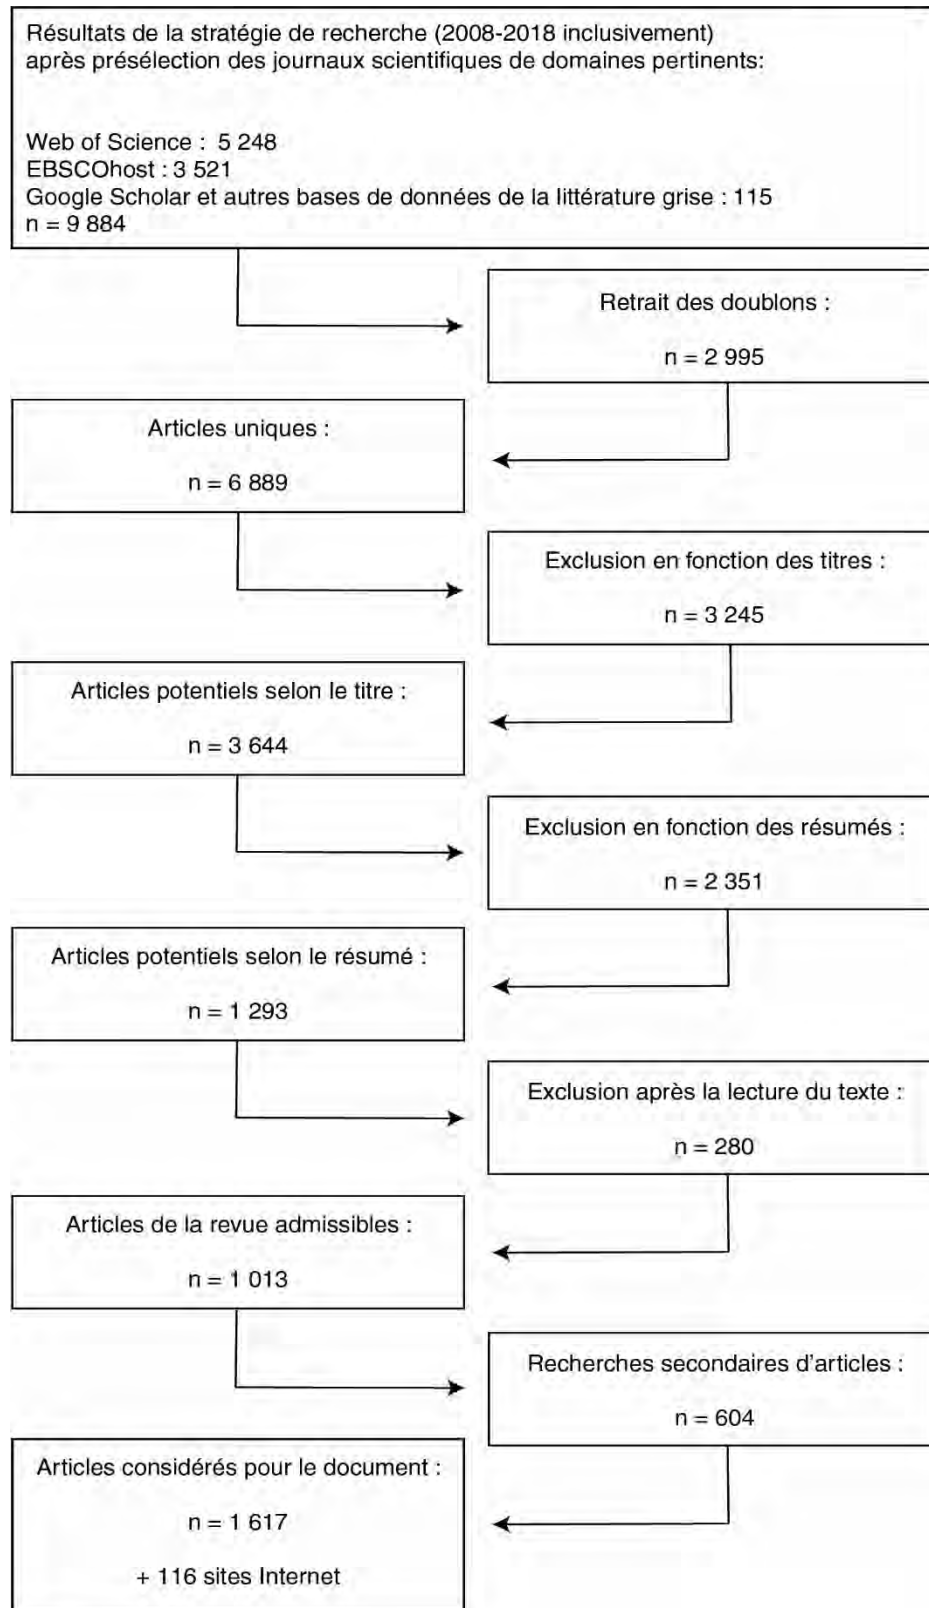 Résultats de la stratégie de recherche (2008-2018 inclusivement)
après présélection des journaux scientifiques de domaines pertinents:
Web of Science : 5 248
EBSCOhost : 3 521
Google Scholar et autres bases de données de la littérature grise : 115
n = 9 884
Retrait des doublons :
n = 2 995
Articles uniques :
n = 6 889
Exclusion en fonction des titres :
n = 3 245
Articles potentiels selon le titre :
n = 3 644
Exclusion en fonction des résumés :
n = 2 351
Articles potentiels selon le résumé :
n = 1 293
Exclusion après la lecture du texte :
n = 280
Articles de la revue admissibles :
n = 1 013
Recherches secondaires d'articles :
n = 604
Articles considérés pour le document :
n = 1 617
+ 116 sites Internet